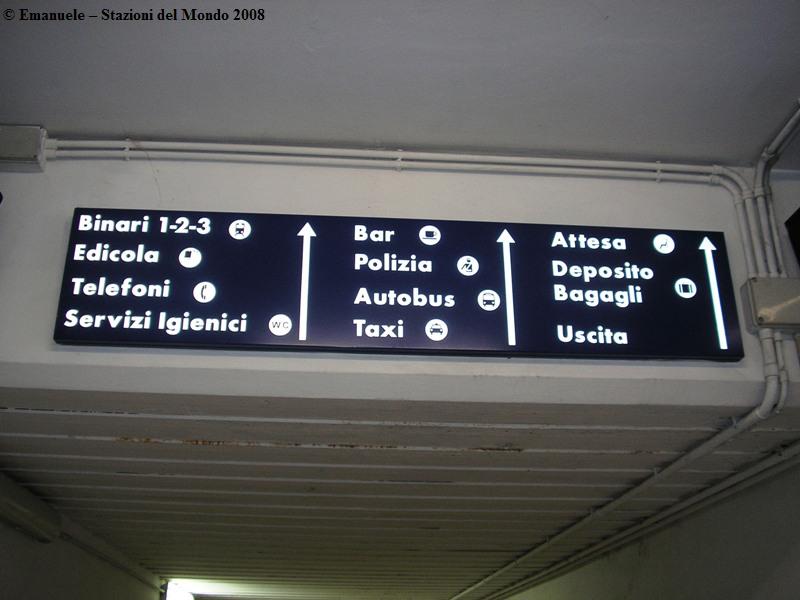 © Emanuele – Stazioni del Mondo 2008
Binari 1-2-3
Edicola
Telefoni
Servizi Igienici WC
Bar
Polizia
Autobus
Taxi
Attesa
Deposito
Bagagli
Uscita